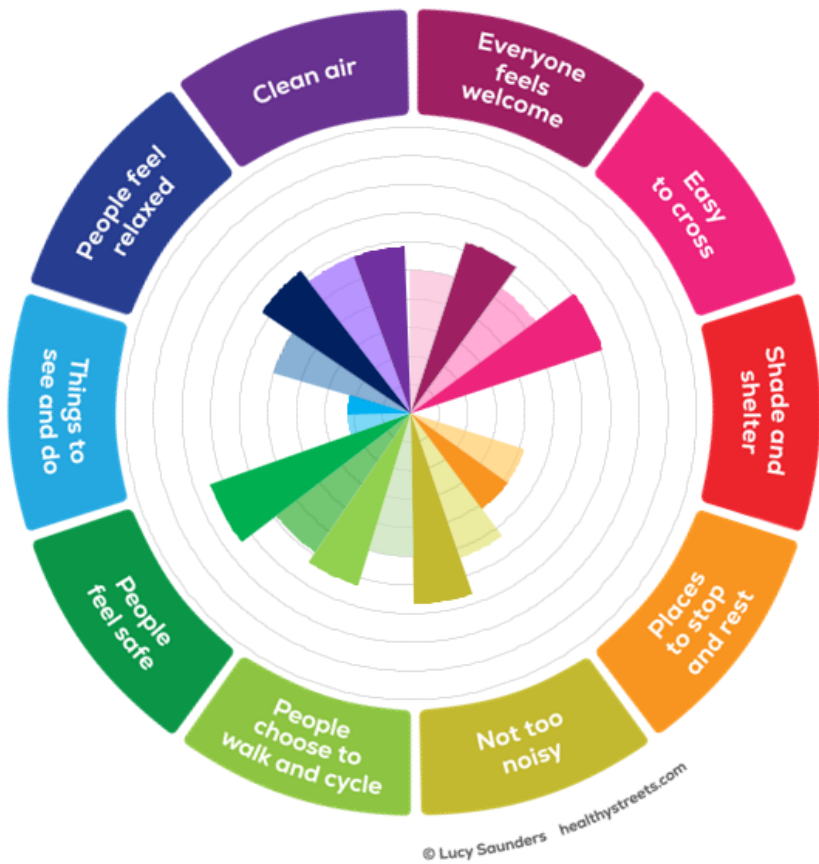 Clean air
Everyone
feels
welcome
Easy
to cross
Shade and
shelter
Places
to stop
and rest
Not too
noisy
People
choose to
walk and cycle
People
feel safe
Things to
see and do
People feel
relaxed
© Lucy Saunders healthystreets.com